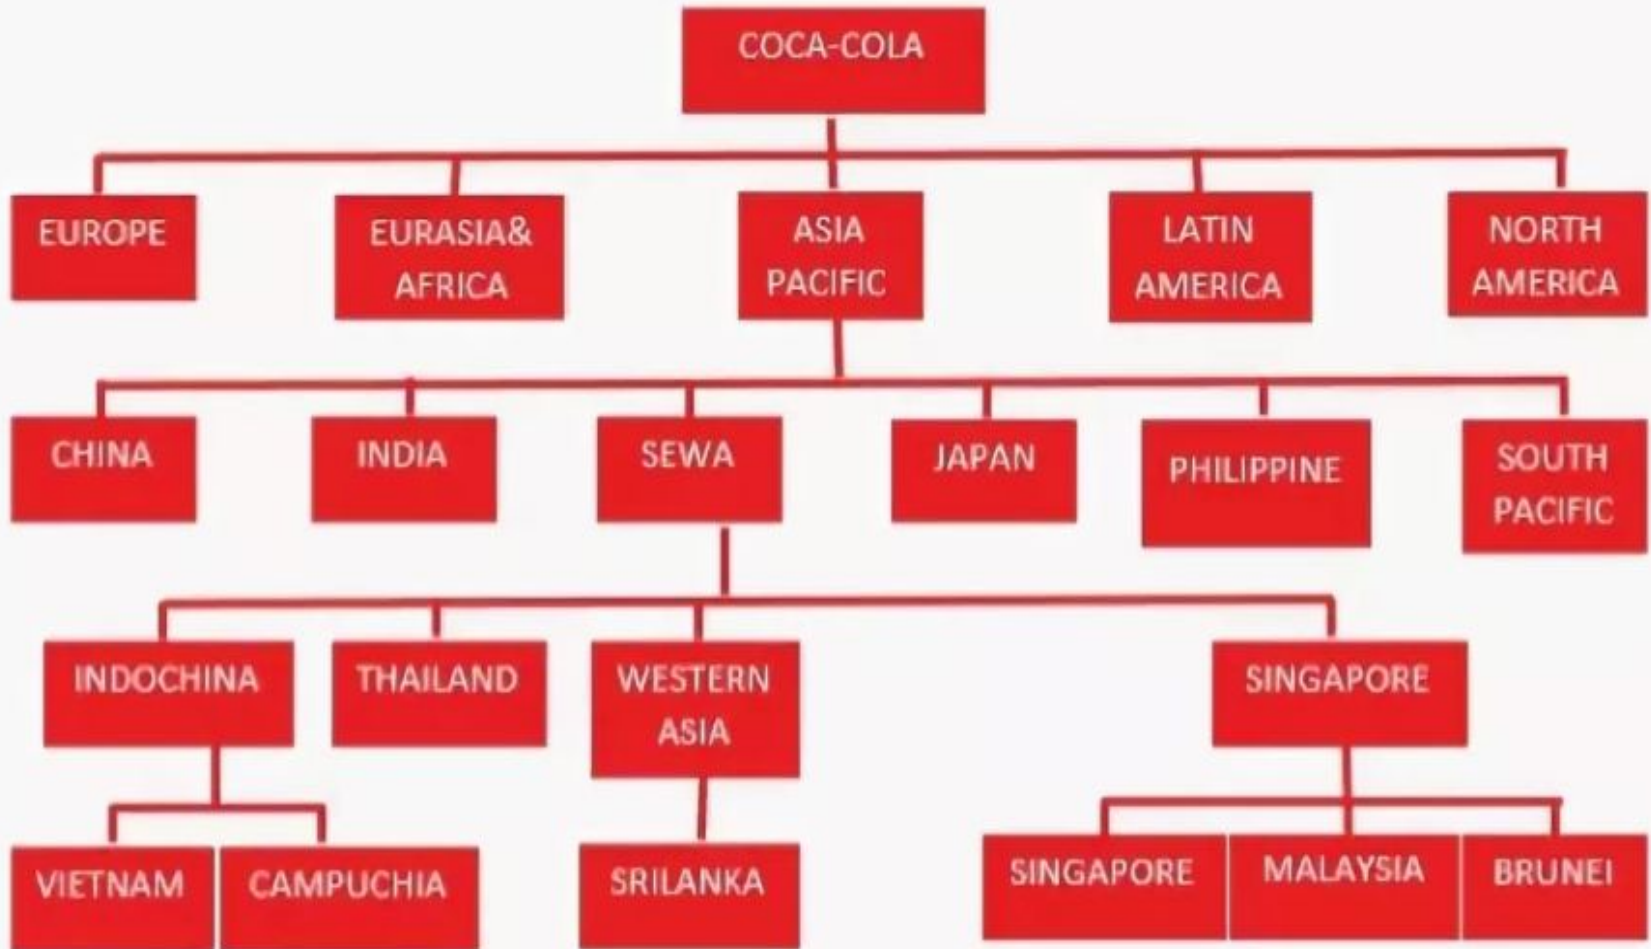 COCA-COLA
EUROPE
EURASIA&
AFRICA
ASIA
PACIFIC
LATIN
AMERICA
NORTH
AMERICA
CHINA
INDIA
SEWA
JAPAN
PHILIPPINE
SOUTH
PACIFIC
INDOCHINA
THAILAND
WESTERN
ASIA
SINGAPORE
VIETNAM
CAMPUCHIA
SRILANKA
SINGAPORE
MALAYSIA
BRUNEI